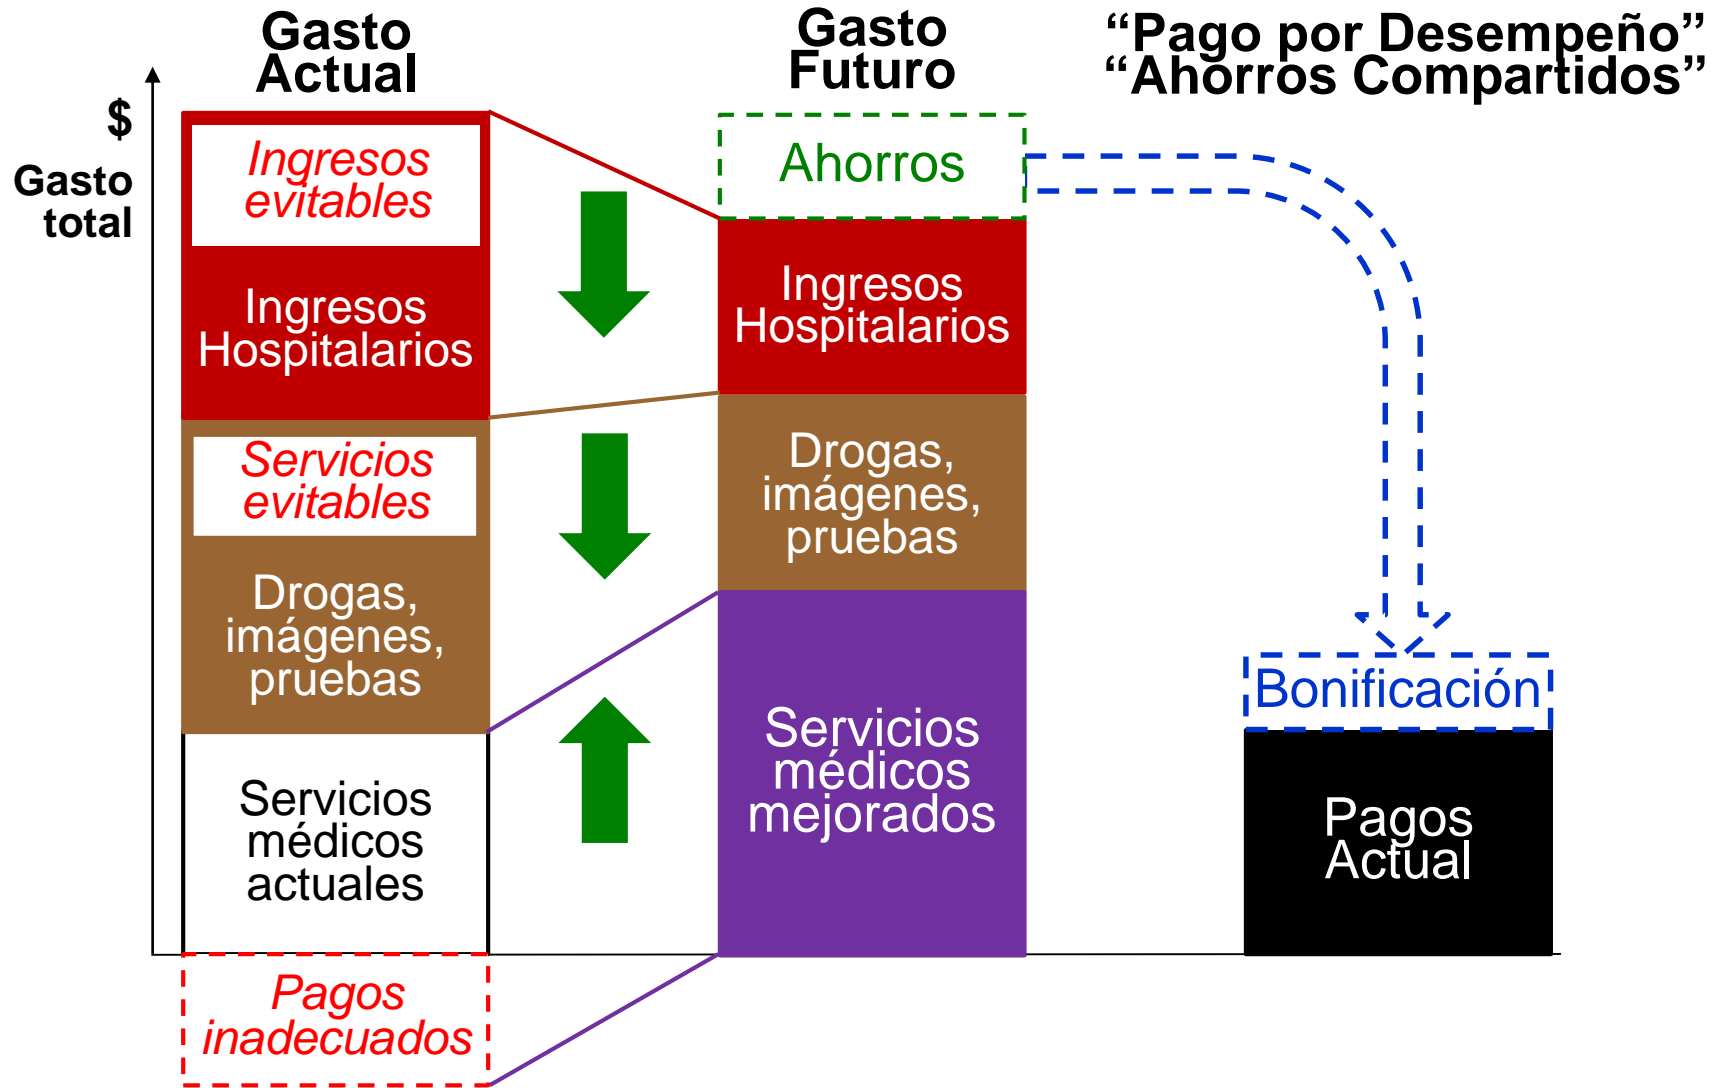 Gasto
Actual
Gasto
Futuro
“Pago por Desempeño”
“Ahorros Compartidos”
$
Gasto
total
Ingresos
evitables
Ingresos
Hospitalarios
Servicios
evitables
Drogas,
imágenes,
pruebas
Servicios
médicos
actuales
Pagos
inadecuados
Ahorros
Ingresos
Hospitalarios
Drogas,
imágenes,
pruebas
Servicios
médicos
mejorados
Bonificación
Pagos
Actual